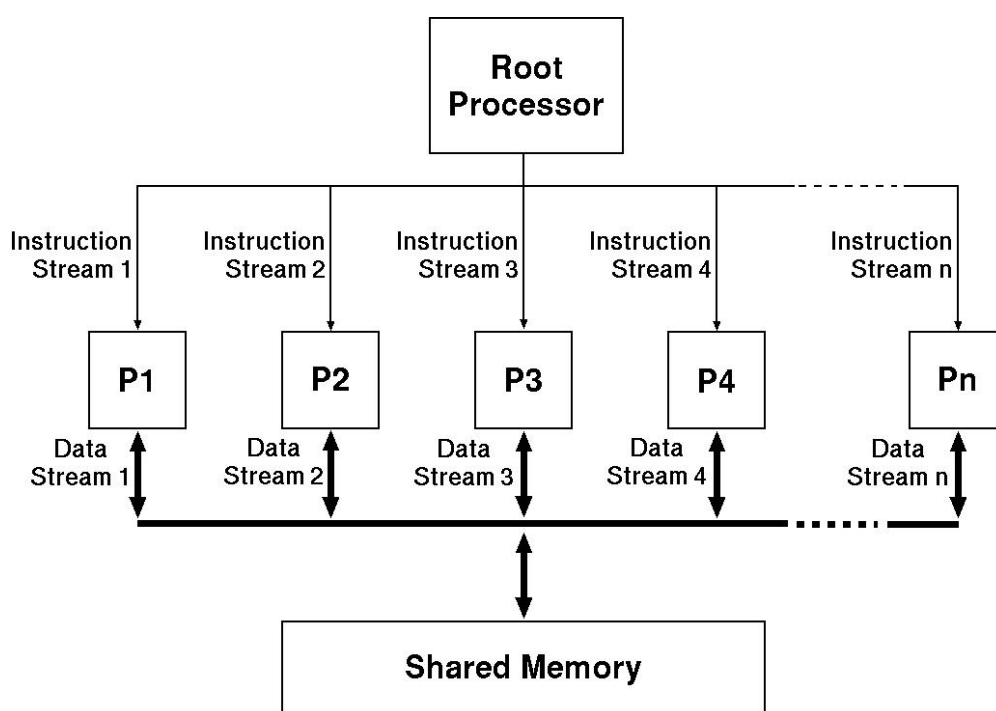 Root
Processor
Instruction
Stream 1
Instruction
Stream 2
Instruction
Stream 3
Instruction
Stream 4
Instruction
Stream n
P1
P2
P3
P4
Pn
Data
Stream 1
Data
Stream 2
Data
Stream 3
Data
Stream 4
Data
Stream n
Shared Memory